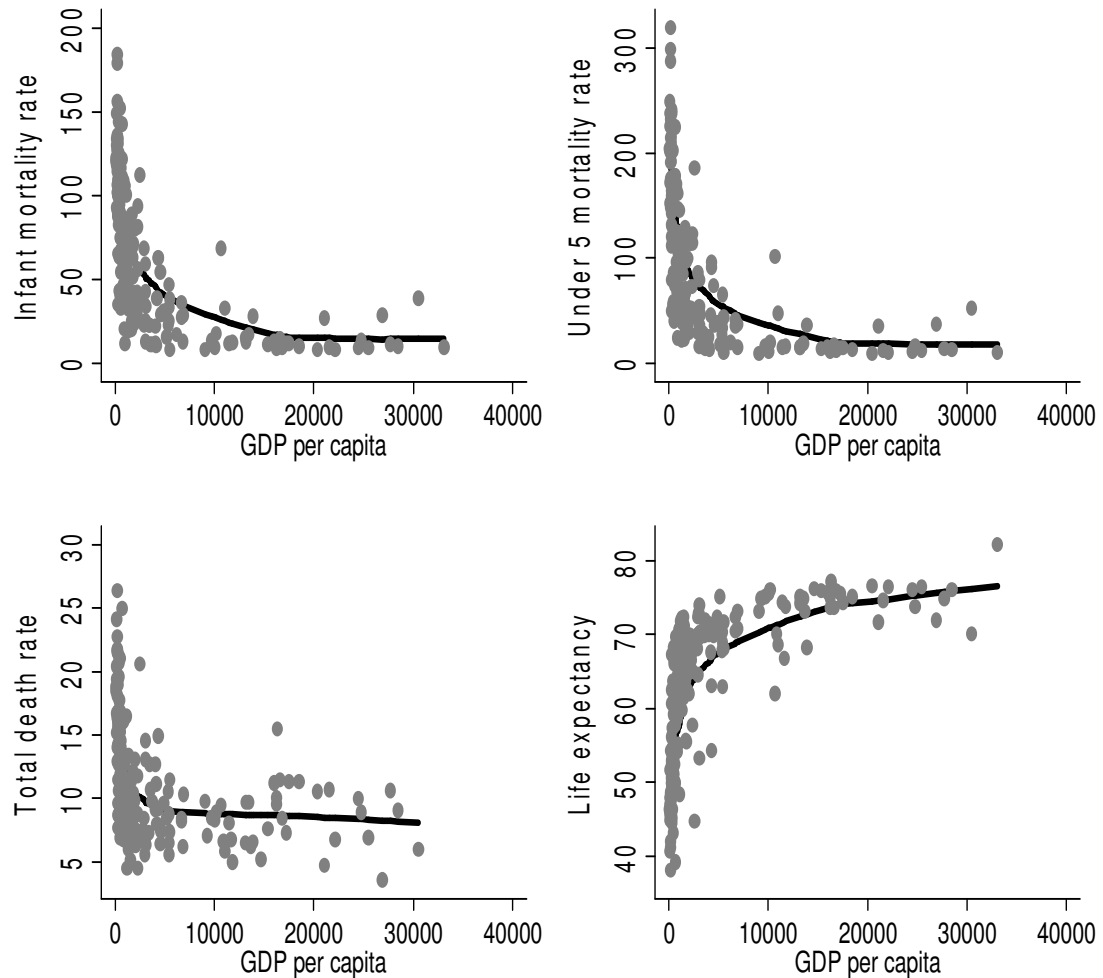 Infant mortality rate
0 50 100 150 200
0 10000 20000 30000 40000
GDP per capita
Under 5 mortality rate
0 100 200 300
0 10000 20000 30000 40000
GDP per capita
Total death rate
5 10 15 20 25 30
0 10000 20000 30000 40000
GDP per capita
Life expectancy
40 50 60 70 80
0 10000 20000 30000 40000
GDP per capita